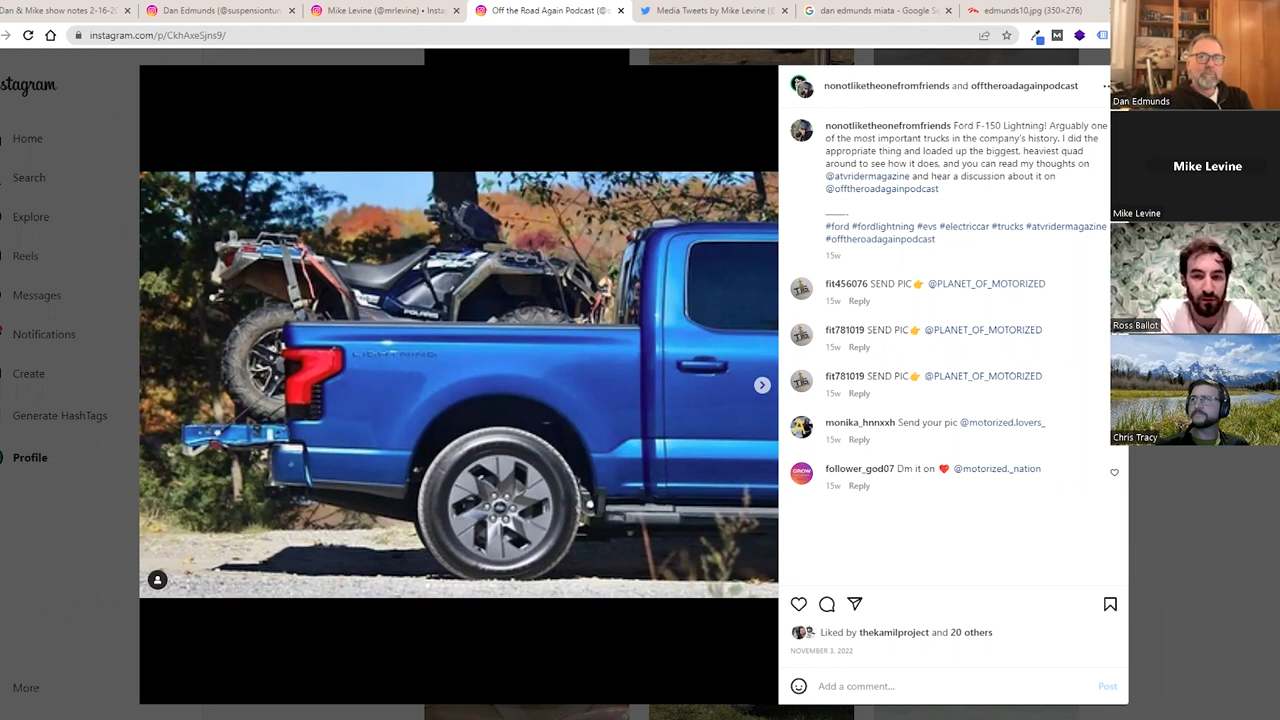 Dan & Mike show notes 2-16-20
Dan Edmunds (@suspensiontun
Mike Levine (@mrlevine) • Insta
Off the Road Again Podcast (@o
Media Tweets by Mike Levine (@
dan edmunds miata - Google Se
edmunds10.jpg (350×276)
instagram.com/p/CkhAxeSjns9/
stagram
Home
Search
Explore
Reels
Messages
Notifications
Create
Generate HashTags
Profile
More
LIGHTNING
POLARIS
nonotliketheonefromfriends and offtheroadagainpodcast
nonotliketheonefromfriends Ford F-150 Lightning! Arguably one
of the most important trucks in the company's history. I did the
appropriate thing and loaded up the biggest, heaviest quad
around to see how it does, and you can read my thoughts on
@atvridermagazine and hear a discussion about it on
@offtheroadagainpodcast
——-
#ford #fordlightning #evs #electriccar #trucks #atvridermagazine
#offtheroadagainpodcast
15w
fit456076 SEND PIC👉 @PLANET_OF_MOTORIZED
15w Reply
fit781019 SEND PIC👉 @PLANET_OF_MOTORIZED
15w Reply
fit781019 SEND PIC👉 @PLANET_OF_MOTORIZED
15w Reply
monika_hnnxxh Send your pic @motorized.lovers_
15w Reply
follower_god07 Dm it on ❤️ @motorized._nation
15w Reply
Liked by thekamilproject and 20 others
NOVEMBER 3, 2022
Add a comment...
Post
Dan Edmunds
Mike Levine
Mike Levine
Ross Ballot
Chris Tracy